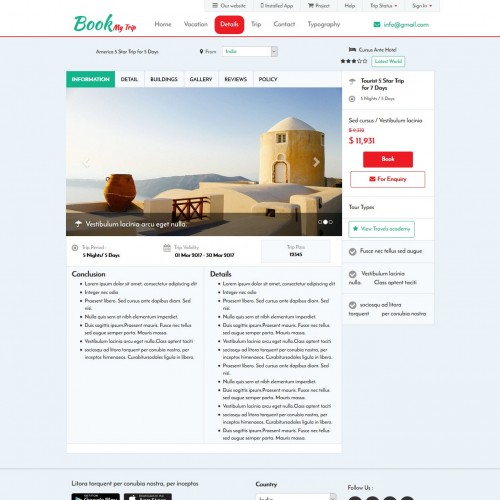 Our website Installed App Project Help Trip Status Sign In
Book My Trip
Home Vacation Details Trip Contact Typography info@gmail.com
America 5 Star Trip for 5 Days From India
Cursus Ante Hotel
Latest World
INFORMATION DETAIL BUILDINGS GALLERY REVIEWS POLICY
Vestibulum lacinia arcu eget nulla.
Trip Period :
5 Nights/ 5 Days
Trip Validity
01 Mar 2017 - 30 Mar 2017
Trip Plan
12345
Conclusion
Lorem ipsum dolor sit amet, consectetur adipiscing elit
Integer nec odio
Praesent libero. Sed cursus ante dapibus diam. Sed
nisi.
Nulla quis sem at nibh elementum imperdiet.
Duis sagittis ipsum.Praesent mauris. Fusce nec tellus
sed augue semper porta. Mauris massa.
Vestibulum lacinia arcu eget nulla.Class aptent taciti
sociosqu ad litora torquent per conubia nostra, per
inceptos himenaeos. Curabitursodales ligula in libero.
Details
Lorem ipsum dolor sit amet, consectetur adipiscing elit
Integer nec odio.
Praesent libero. Sed cursus ante dapibus diam. Sed
nisi.
Nulla quis sem at nibh elementum imperdiet.
Duis sagittis ipsum.Praesent mauris. Fusce nec tellus
sed augue semper porta. Mauris massa.
Vestibulum lacinia arcu eget nulla.Class aptent taciti
sociosqu ad litora torquent per conubia nostra, per
inceptos himenaeos. Curabitursodales ligula in libero.
Praesent libero. Sed cursus ante dapibus diam. Sed
nisi.
Nulla quis sem at nibh elementum imperdiet.
Duis sagittis ipsum.Praesent mauris. Fusce nec tellus
sed augue semper porta. Mauris massa.
Vestibulum lacinia arcu eget nulla.Class aptent taciti
sociosqu ad litora torquent per conubia nostra, per
inceptos himenaeos. Curabitursodales ligula in libero.
Duis sagittis ipsum.Praesent mauris. Fusce nec tellus
sed augue semper porta. Mauris massa.
Tourist 5 Star Trip
for 7 Days
5 Nights / 5 Days
Sed cursus / Vestibulum lacinia
$ 11,931
Book
For Enquiry
Tour Types
View Travels academy
Fusce nec tellus sed augue
Vestibulum lacinia
nulla. Class aptent taciti
sociosqu ad litora
torquent per conubia nostra
Litora torquent per conubia nostra, per inceptos
Google Play
App Store
Country
India
Follow Us :